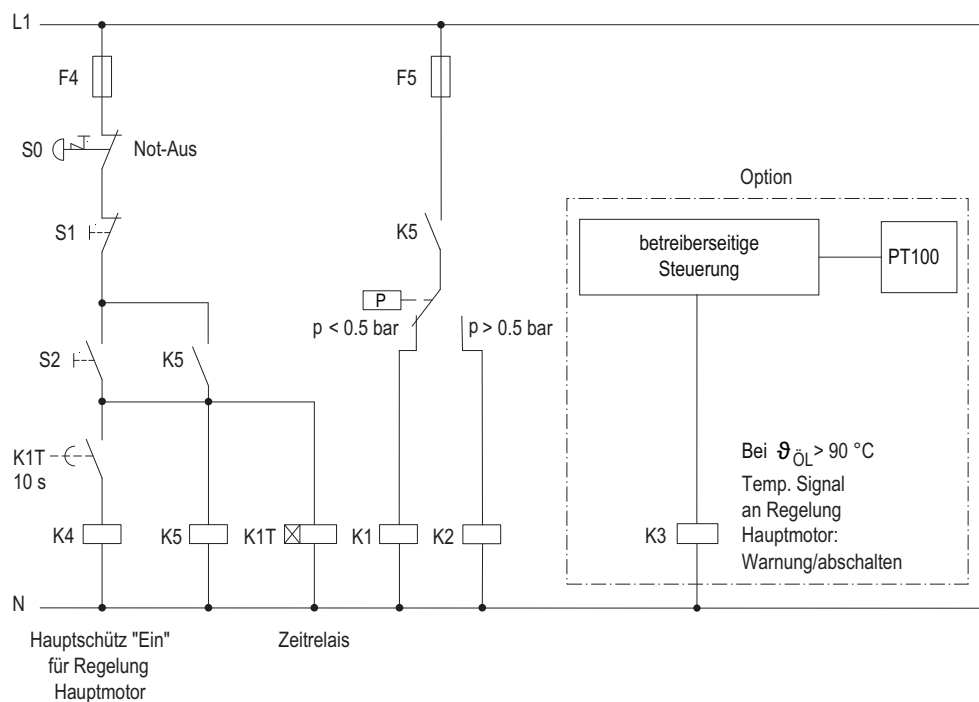 L1
F4
F5
S0
Not-Aus
Option
S1
K5
betreiberseitige
Steuerung
PT100
P
p < 0.5 bar
p > 0.5 bar
S2
K5
K1T
10 s
Bei ϑÖL > 90 °C
Temp. Signal
an Regelung
Hauptmotor:
Warnung/abschalten
K4
K5
K1T
K1
K2
K3
N
Hauptschütz "Ein"
für Regelung
Hauptmotor
Zeitrelais